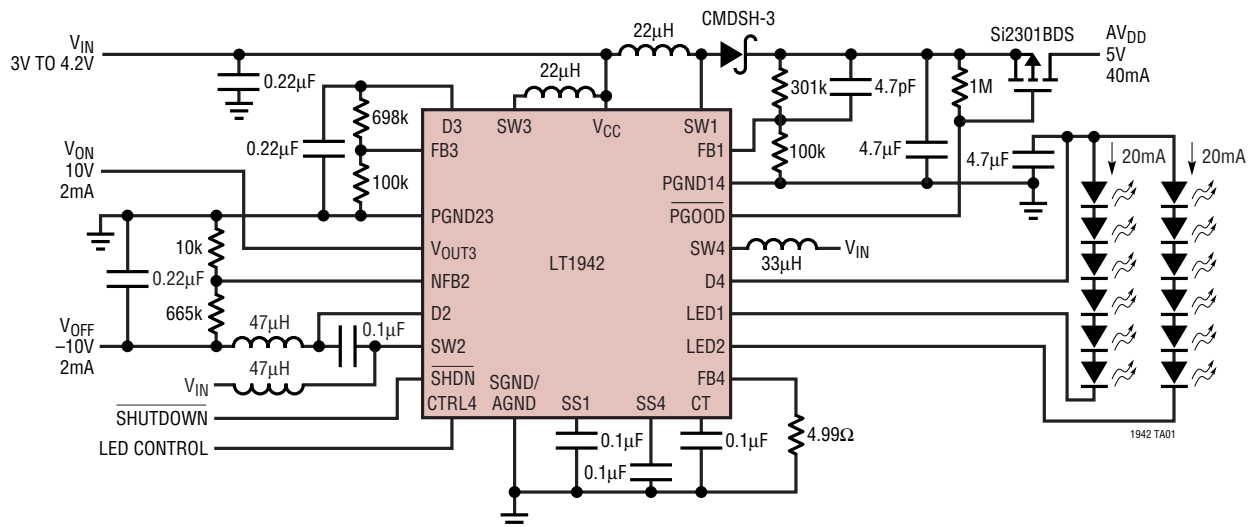 V_IN
3V TO 4.2V
0.22µF
22µH
22µH
CMDSH-3
301k
4.7pF
1M
Si2301BDS
AV_DD
5V
40mA
0.22µF
698k
100k
D3
SW3
V_CC
SW1
FB3
FB1
100k
4.7µF
4.7µF
20mA
20mA
V_ON
10V
2mA
PGND14
PGND23
PGOOD
10k
V_OUT3
LT1942
SW4
33µH
V_IN
0.22µF
NFB2
D4
665k
D2
LED1
V_OFF
–10V
2mA
47µH
0.1µF
SW2
LED2
V_IN
47µH
SHDN
SGND/
AGND
FB4
SHUTDOWN
CTRL4
SS1
SS4
CT
LED CONTROL
0.1µF
0.1µF
0.1µF
4.99Ω
1942 TA01